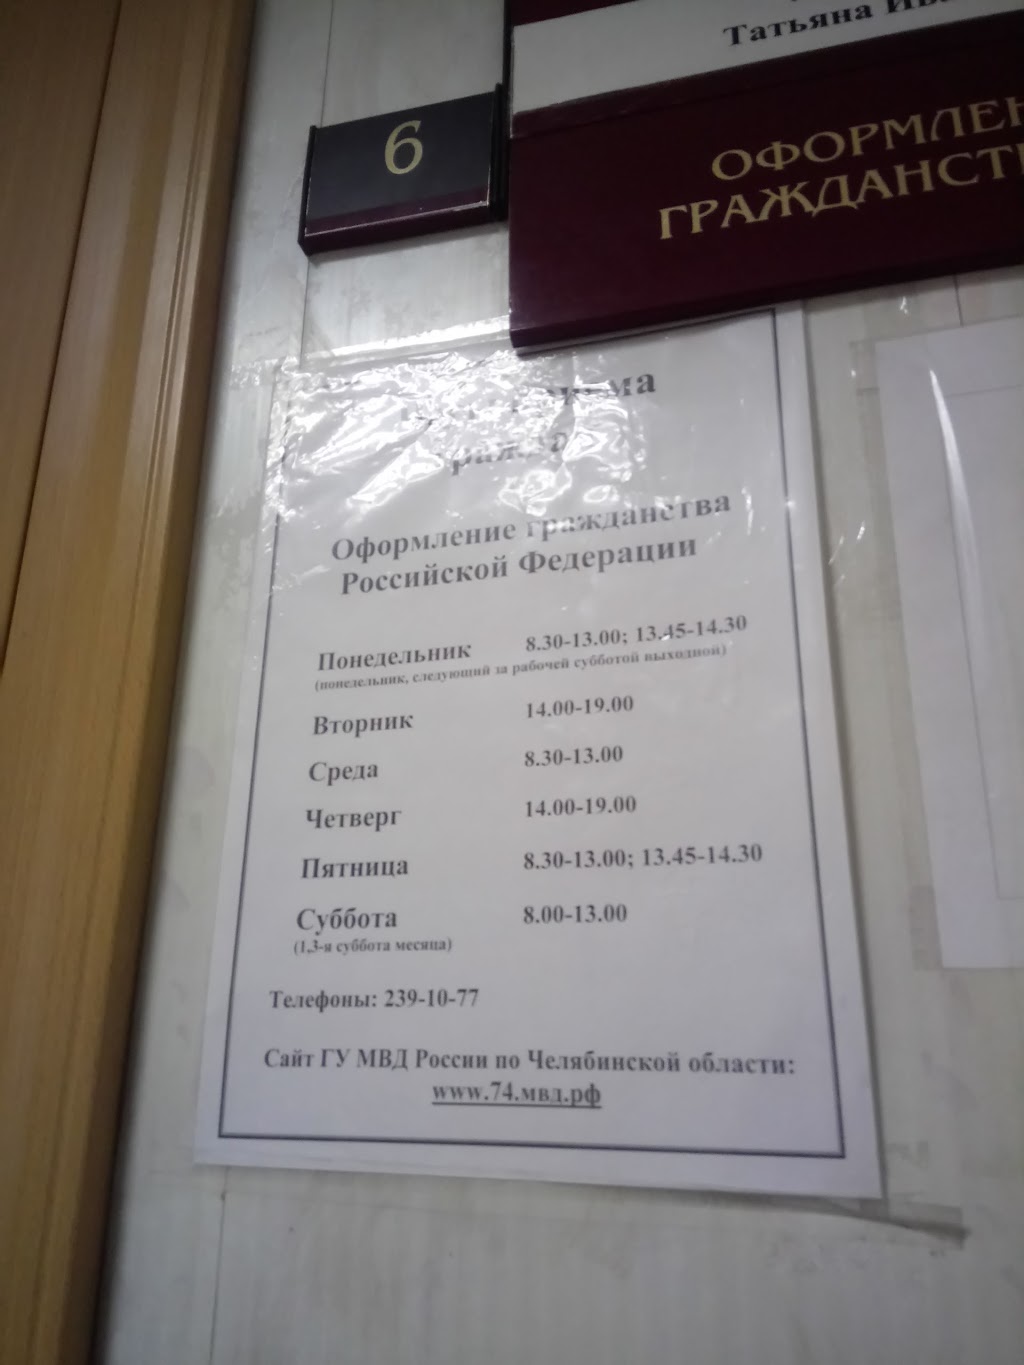 Татьяна
6
ОФОРМЛЕН
ГРАЖДАНСТ
Оформление гражданства
Российской Федерации
Понедельник 8.30-13.00; 13.45-14.30
(понедельник, следующий за рабочей субботой выходной)
Вторник 14.00-19.00
Среда 8.30-13.00
Четверг 14.00-19.00
Пятница 8.30-13.00; 13.45-14.30
Суббота 8.00-13.00
(1,3-я суббота месяца)
Телефоны: 239-10-77
Сайт ГУ МВД России по Челябинской области:
www.74.мвд.рф